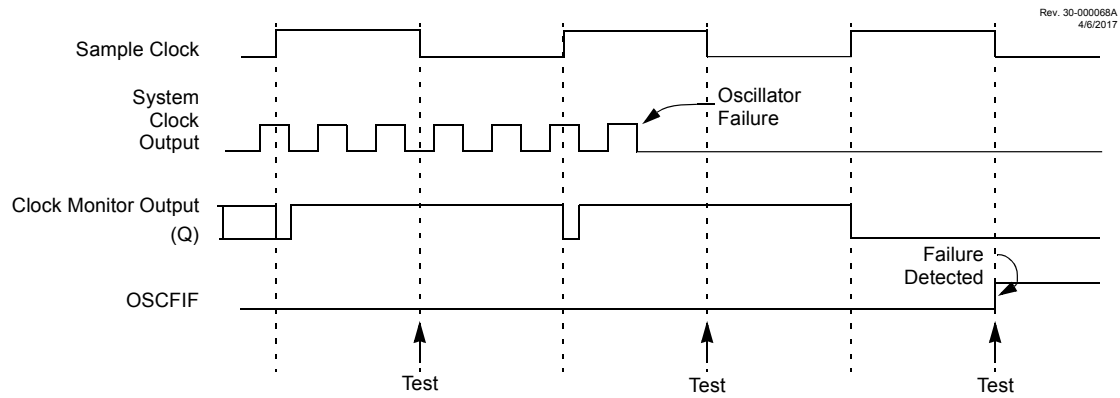 Rev. 30-000068A
4/6/2017
Sample Clock
System
Clock
Output
Oscillator
Failure
Clock Monitor Output
(Q)
Failure
Detected
OSCFIF
Test
Test
Test